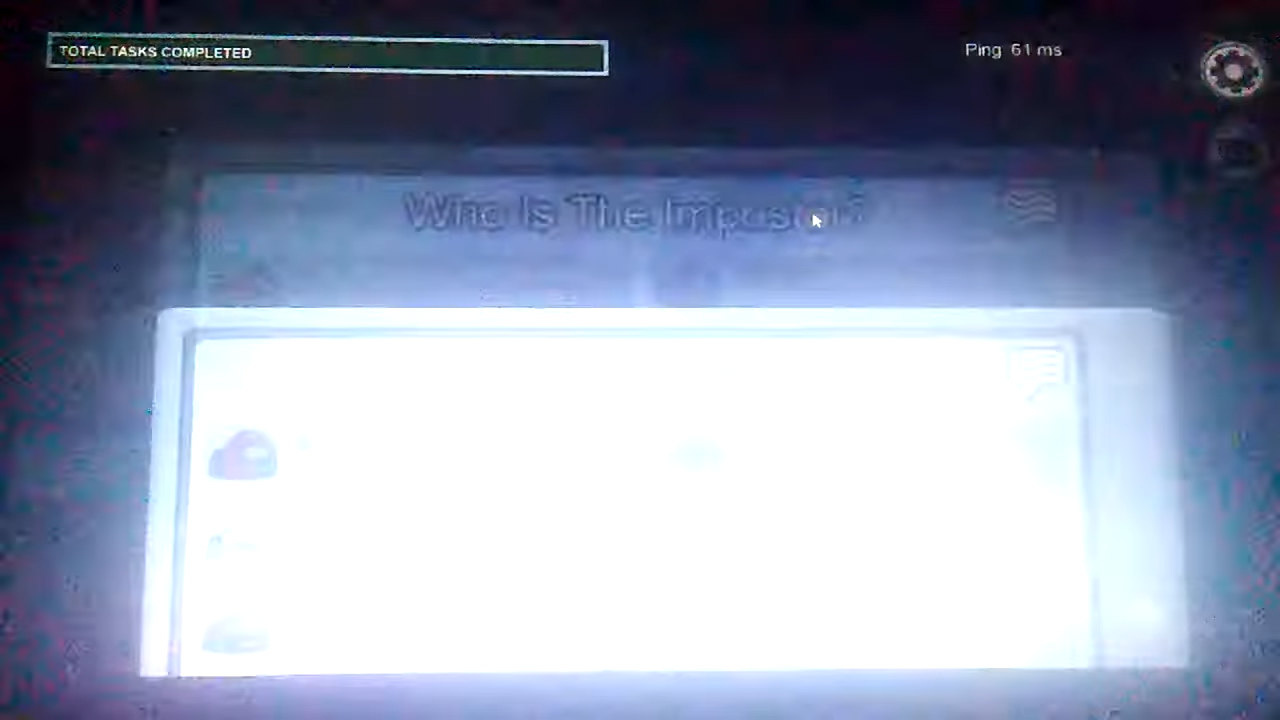 TOTAL TASKS COMPLETED
Ping 61 ms
Who Is The Impostor?